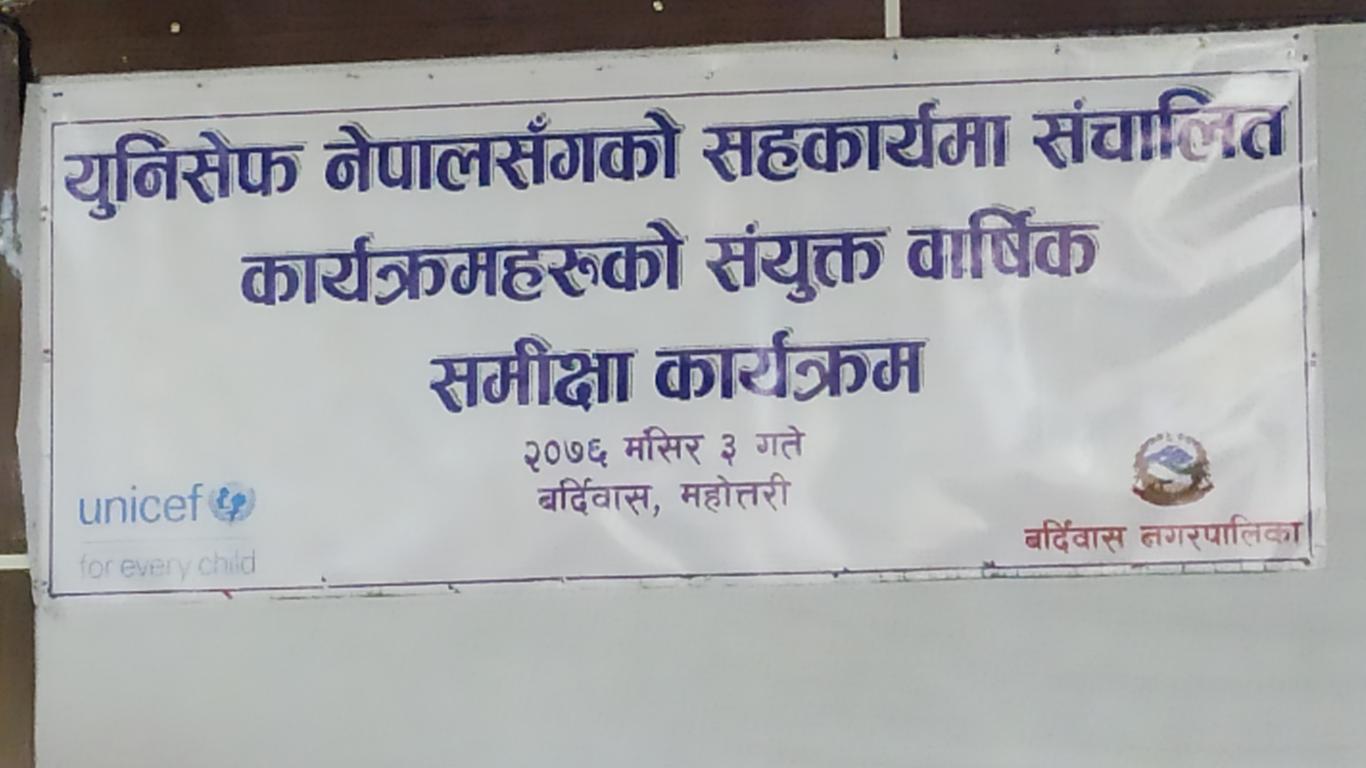 युनिसेफ नेपालसँगको सहकार्यमा संचालित
कार्यक्रमहरुको संयुक्त वार्षिक
समीक्षा कार्यक्रम
२०७६ मंसिर ३ गते
बर्दिवास, महोत्तरी
unicef
for every child
बर्दिवास नगरपालिका